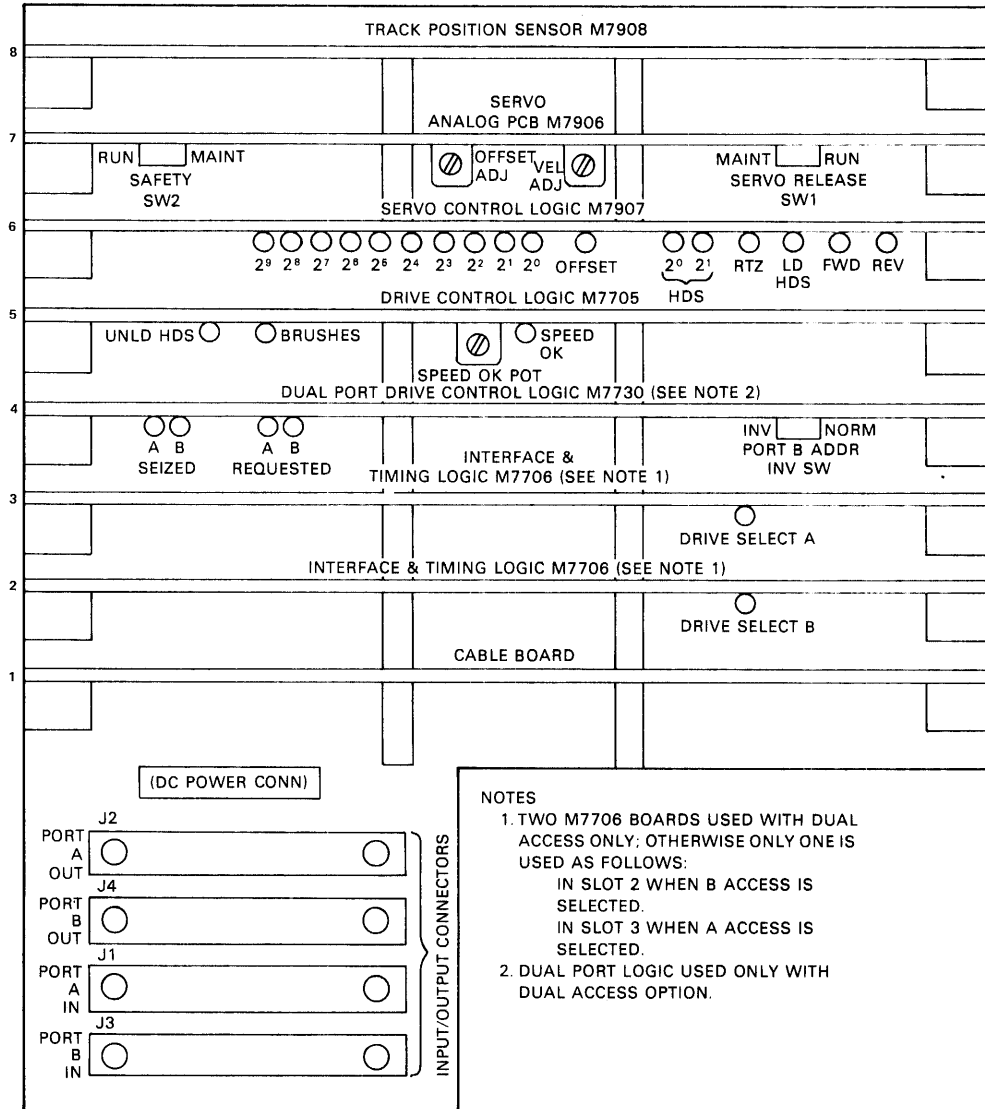 TRACK POSITION SENSOR M7908
8
SERVO
ANALOG PCB M7906
7
RUN MAINT
SAFETY
SW2
OFFSET
ADJ
VEL
ADJ
MAINT RUN
SERVO RELEASE
SW1
SERVO CONTROL LOGIC M7907
6
2⁹ 2⁸ 2⁷ 2⁶ 2⁵ 2⁴ 2³ 2² 2¹ 2⁰ OFFSET
2⁰ 2¹
HDS
RTZ LD HDS FWD REV
DRIVE CONTROL LOGIC M7705
5
UNLD HDS BRUSHES
SPEED
OK
SPEED OK POT
DUAL PORT DRIVE CONTROL LOGIC M7730 (SEE NOTE 2)
4
A B
SEIZED
A B
REQUESTED
INV NORM
PORT B ADDR
INV SW
INTERFACE &
TIMING LOGIC M7706 (SEE NOTE 1)
3
DRIVE SELECT A
INTERFACE & TIMING LOGIC M7706 (SEE NOTE 1)
2
DRIVE SELECT B
CABLE BOARD
1
(DC POWER CONN)
J2
PORT
A
OUT
J4
PORT
B
OUT
J1
PORT
A
IN
J3
PORT
B
IN
INPUT/OUTPUT CONNECTORS
NOTES
1. TWO M7706 BOARDS USED WITH DUAL
ACCESS ONLY; OTHERWISE ONLY ONE IS
USED AS FOLLOWS:
IN SLOT 2 WHEN B ACCESS IS
SELECTED.
IN SLOT 3 WHEN A ACCESS IS
SELECTED.
2. DUAL PORT LOGIC USED ONLY WITH
DUAL ACCESS OPTION.